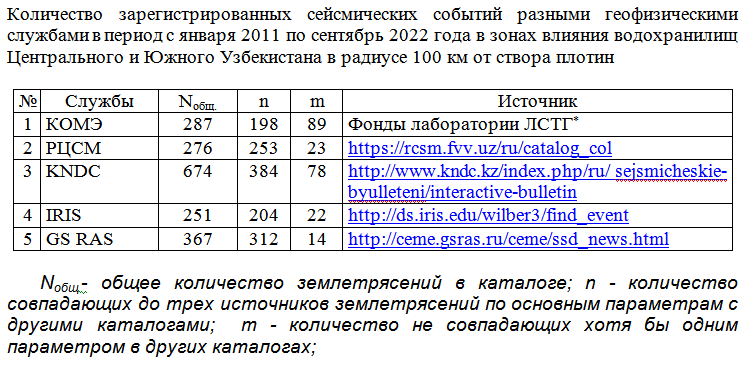 Количество зарегистрированных сейсмических событий разными геофизическими
службами в период с января 2011 по сентябрь 2022 года в зонах влияния водохранилищ
Центрального и Южного Узбекистана в радиусе 100 км от створа плотин
№ Службы Nобщ. n m Источник
1 КОМЭ 287 198 89 Фонды лаборатории ЛСТГ*
2 РЦСМ 276 253 23 https://rcsm.fvv.uz/ru/catalog_col
3 KNDC 674 384 78 http://www.kndc.kz/index.php/ru/ sejsmicheskie-
byulleteni/interactive-bulletin
4 IRIS 251 204 22 http://ds.iris.edu/wilber3/find_event
5 GS RAS 367 312 14 http://ceme.gsras.ru/ceme/ssd_news.html
Nобщ- общее количество землетрясений в каталоге; n - количество
совпадающих до трех источников землетрясений по основным параметрам с
другими каталогами; m - количество не совпадающих хотя бы одним
параметром в других каталогах;